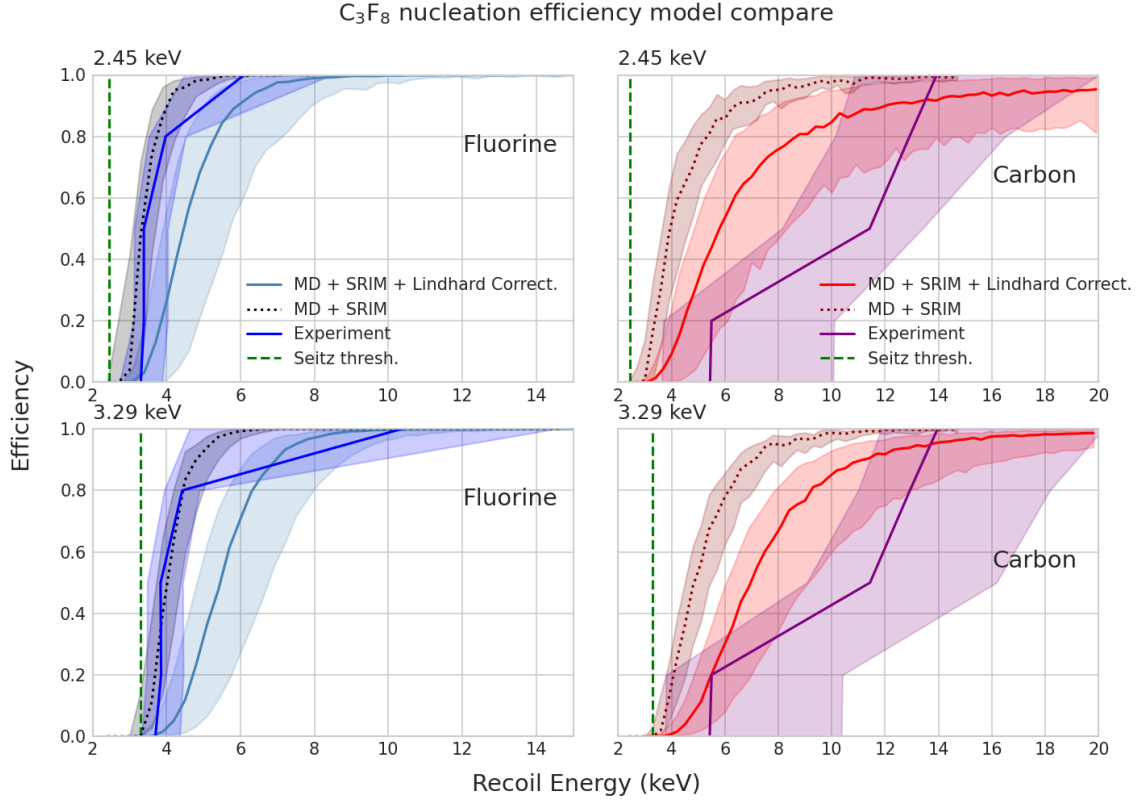 C₃F₈ nucleation efficiency model compare
2.45 keV
1.0
0.8
0.6
0.4
0.2
0.0
Fluorine
MD + SRIM + Lindhard Correct.
MD + SRIM
Experiment
Seitz thresh.
2 4 6 8 10 12 14
2.45 keV
Carbon
MD + SRIM + Lindhard Correct.
MD + SRIM
Experiment
Seitz thresh.
2 4 6 8 10 12 14 16 18 20
3.29 keV
1.0
0.8
0.6
0.4
0.2
0.0
Fluorine
2 4 6 8 10 12 14
3.29 keV
Carbon
2 4 6 8 10 12 14 16 18 20
Efficiency
Recoil Energy (keV)